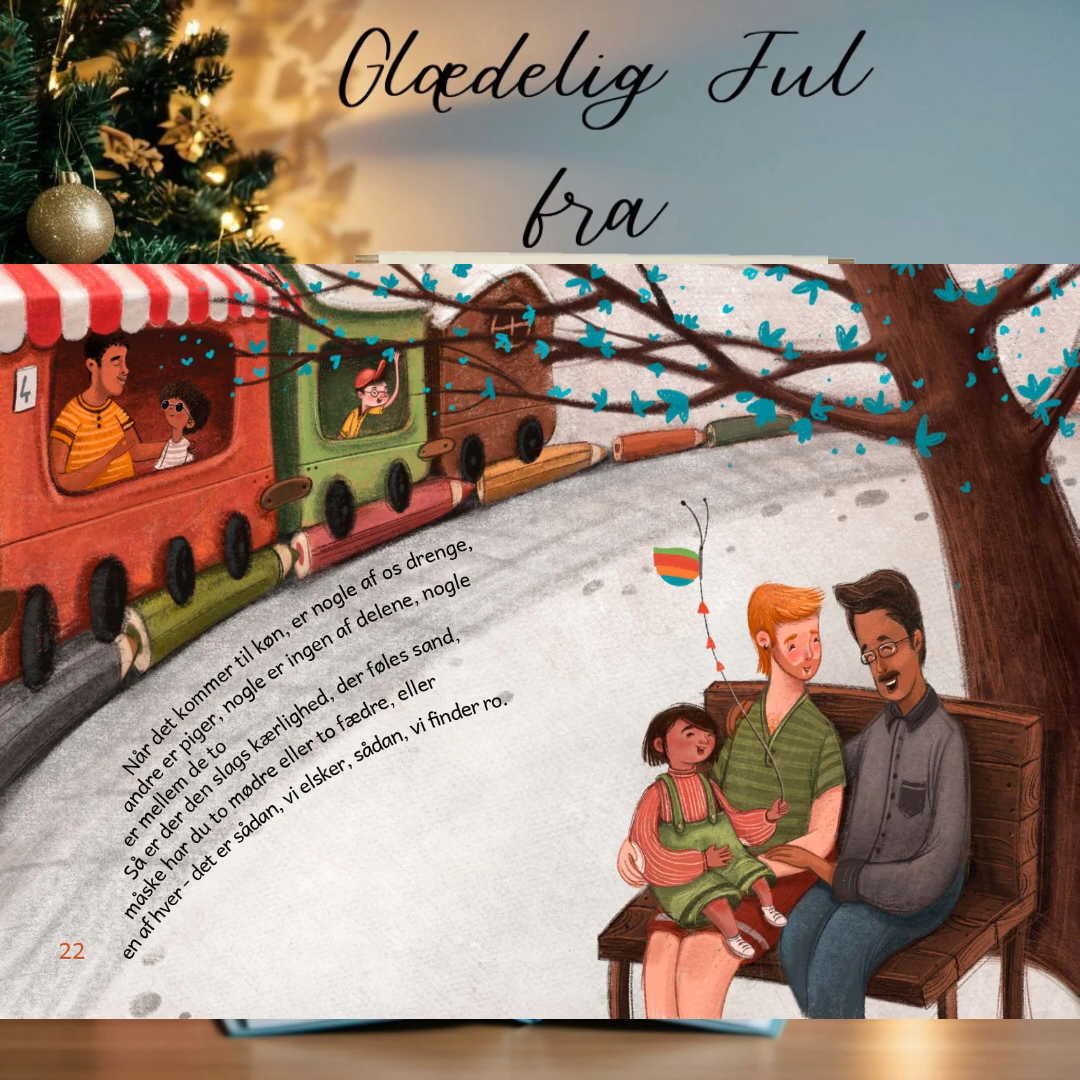 Glædelig Jul
fra
4
Når det kommer til køn, er nogle af os drenge,
andre er piger, nogle er ingen af delene, nogle
er mellem de to
Så er der den slags kærlighed, der føles sand,
måske har du to mødre eller to fædre, eller
en af hver - det er sådan, vi elsker, sådan, vi finder ro.
22